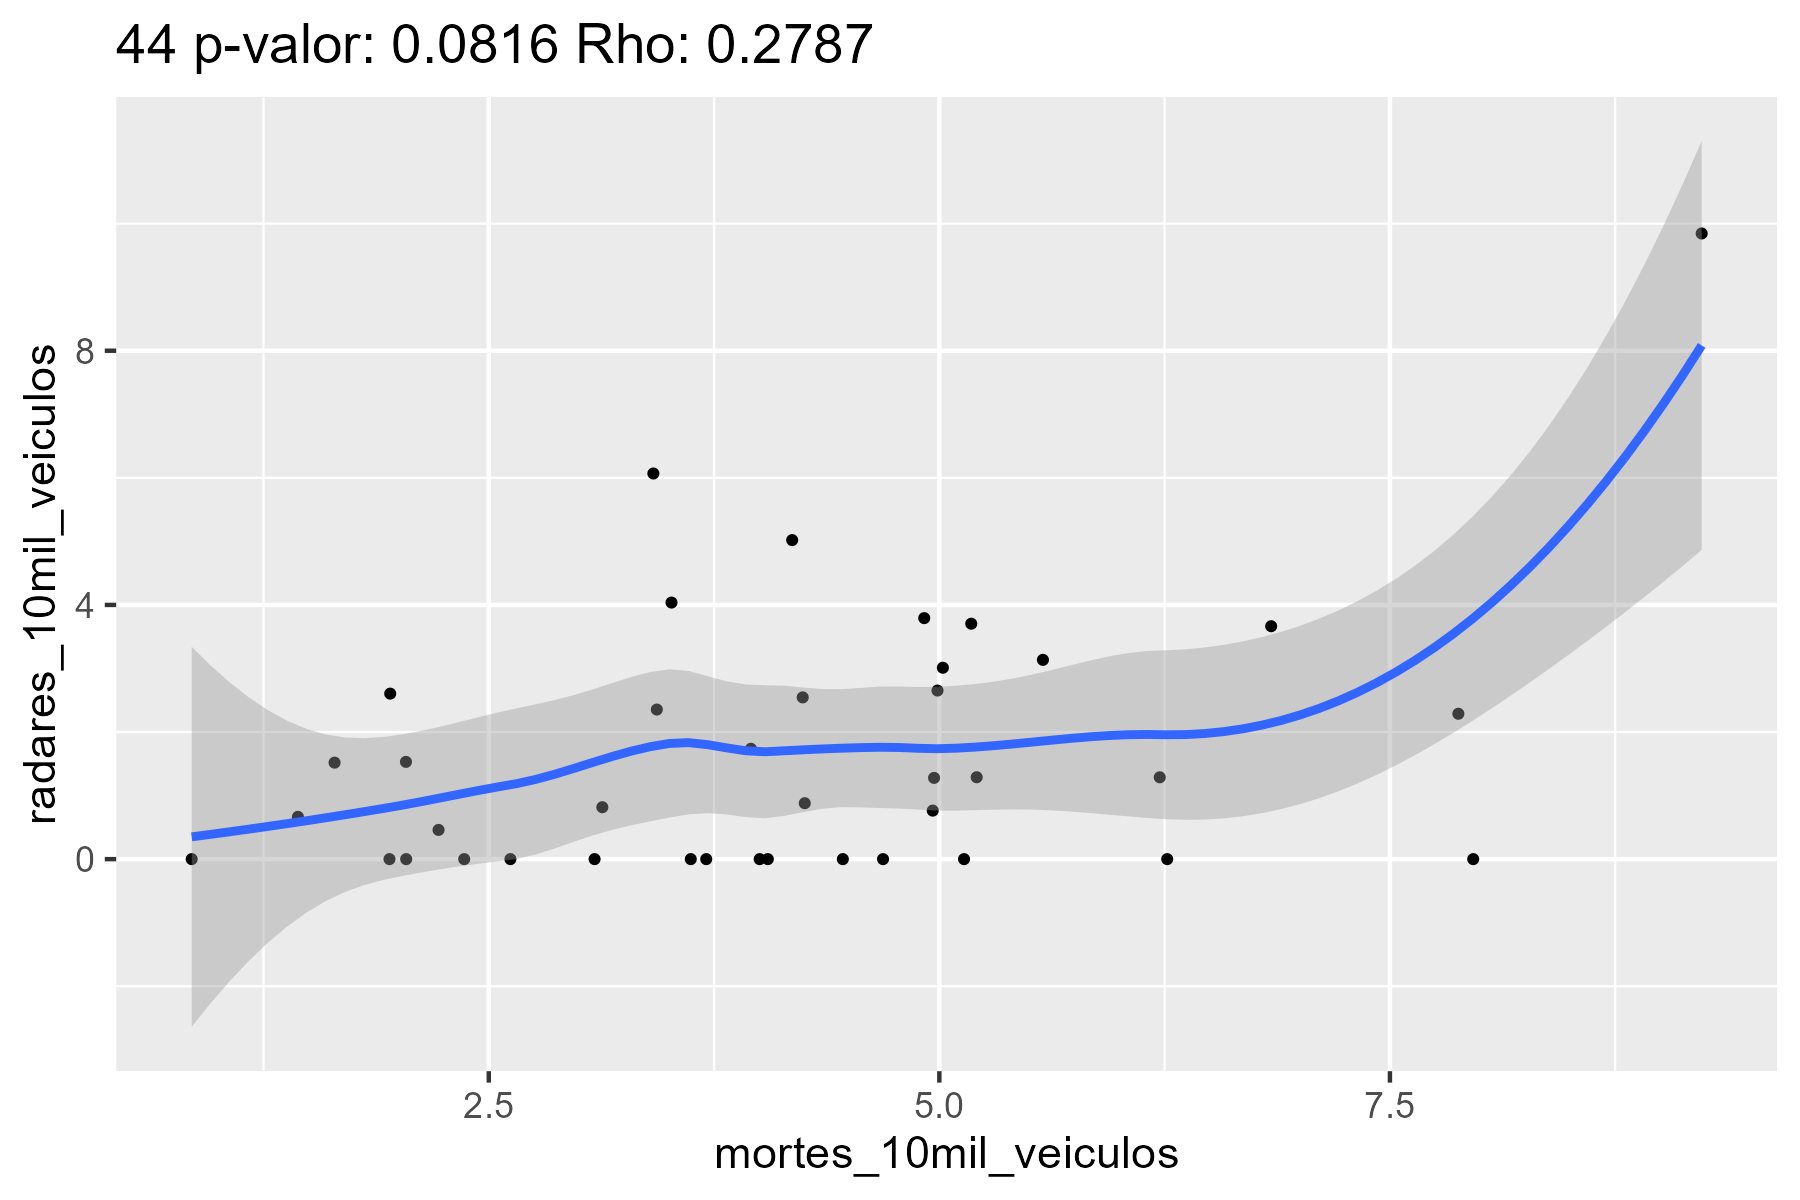 44 p-valor: 0.0816 Rho: 0.2787
radares_10mil_veiculos
8
4
0
2.5 5.0 7.5
mortes_10mil_veiculos